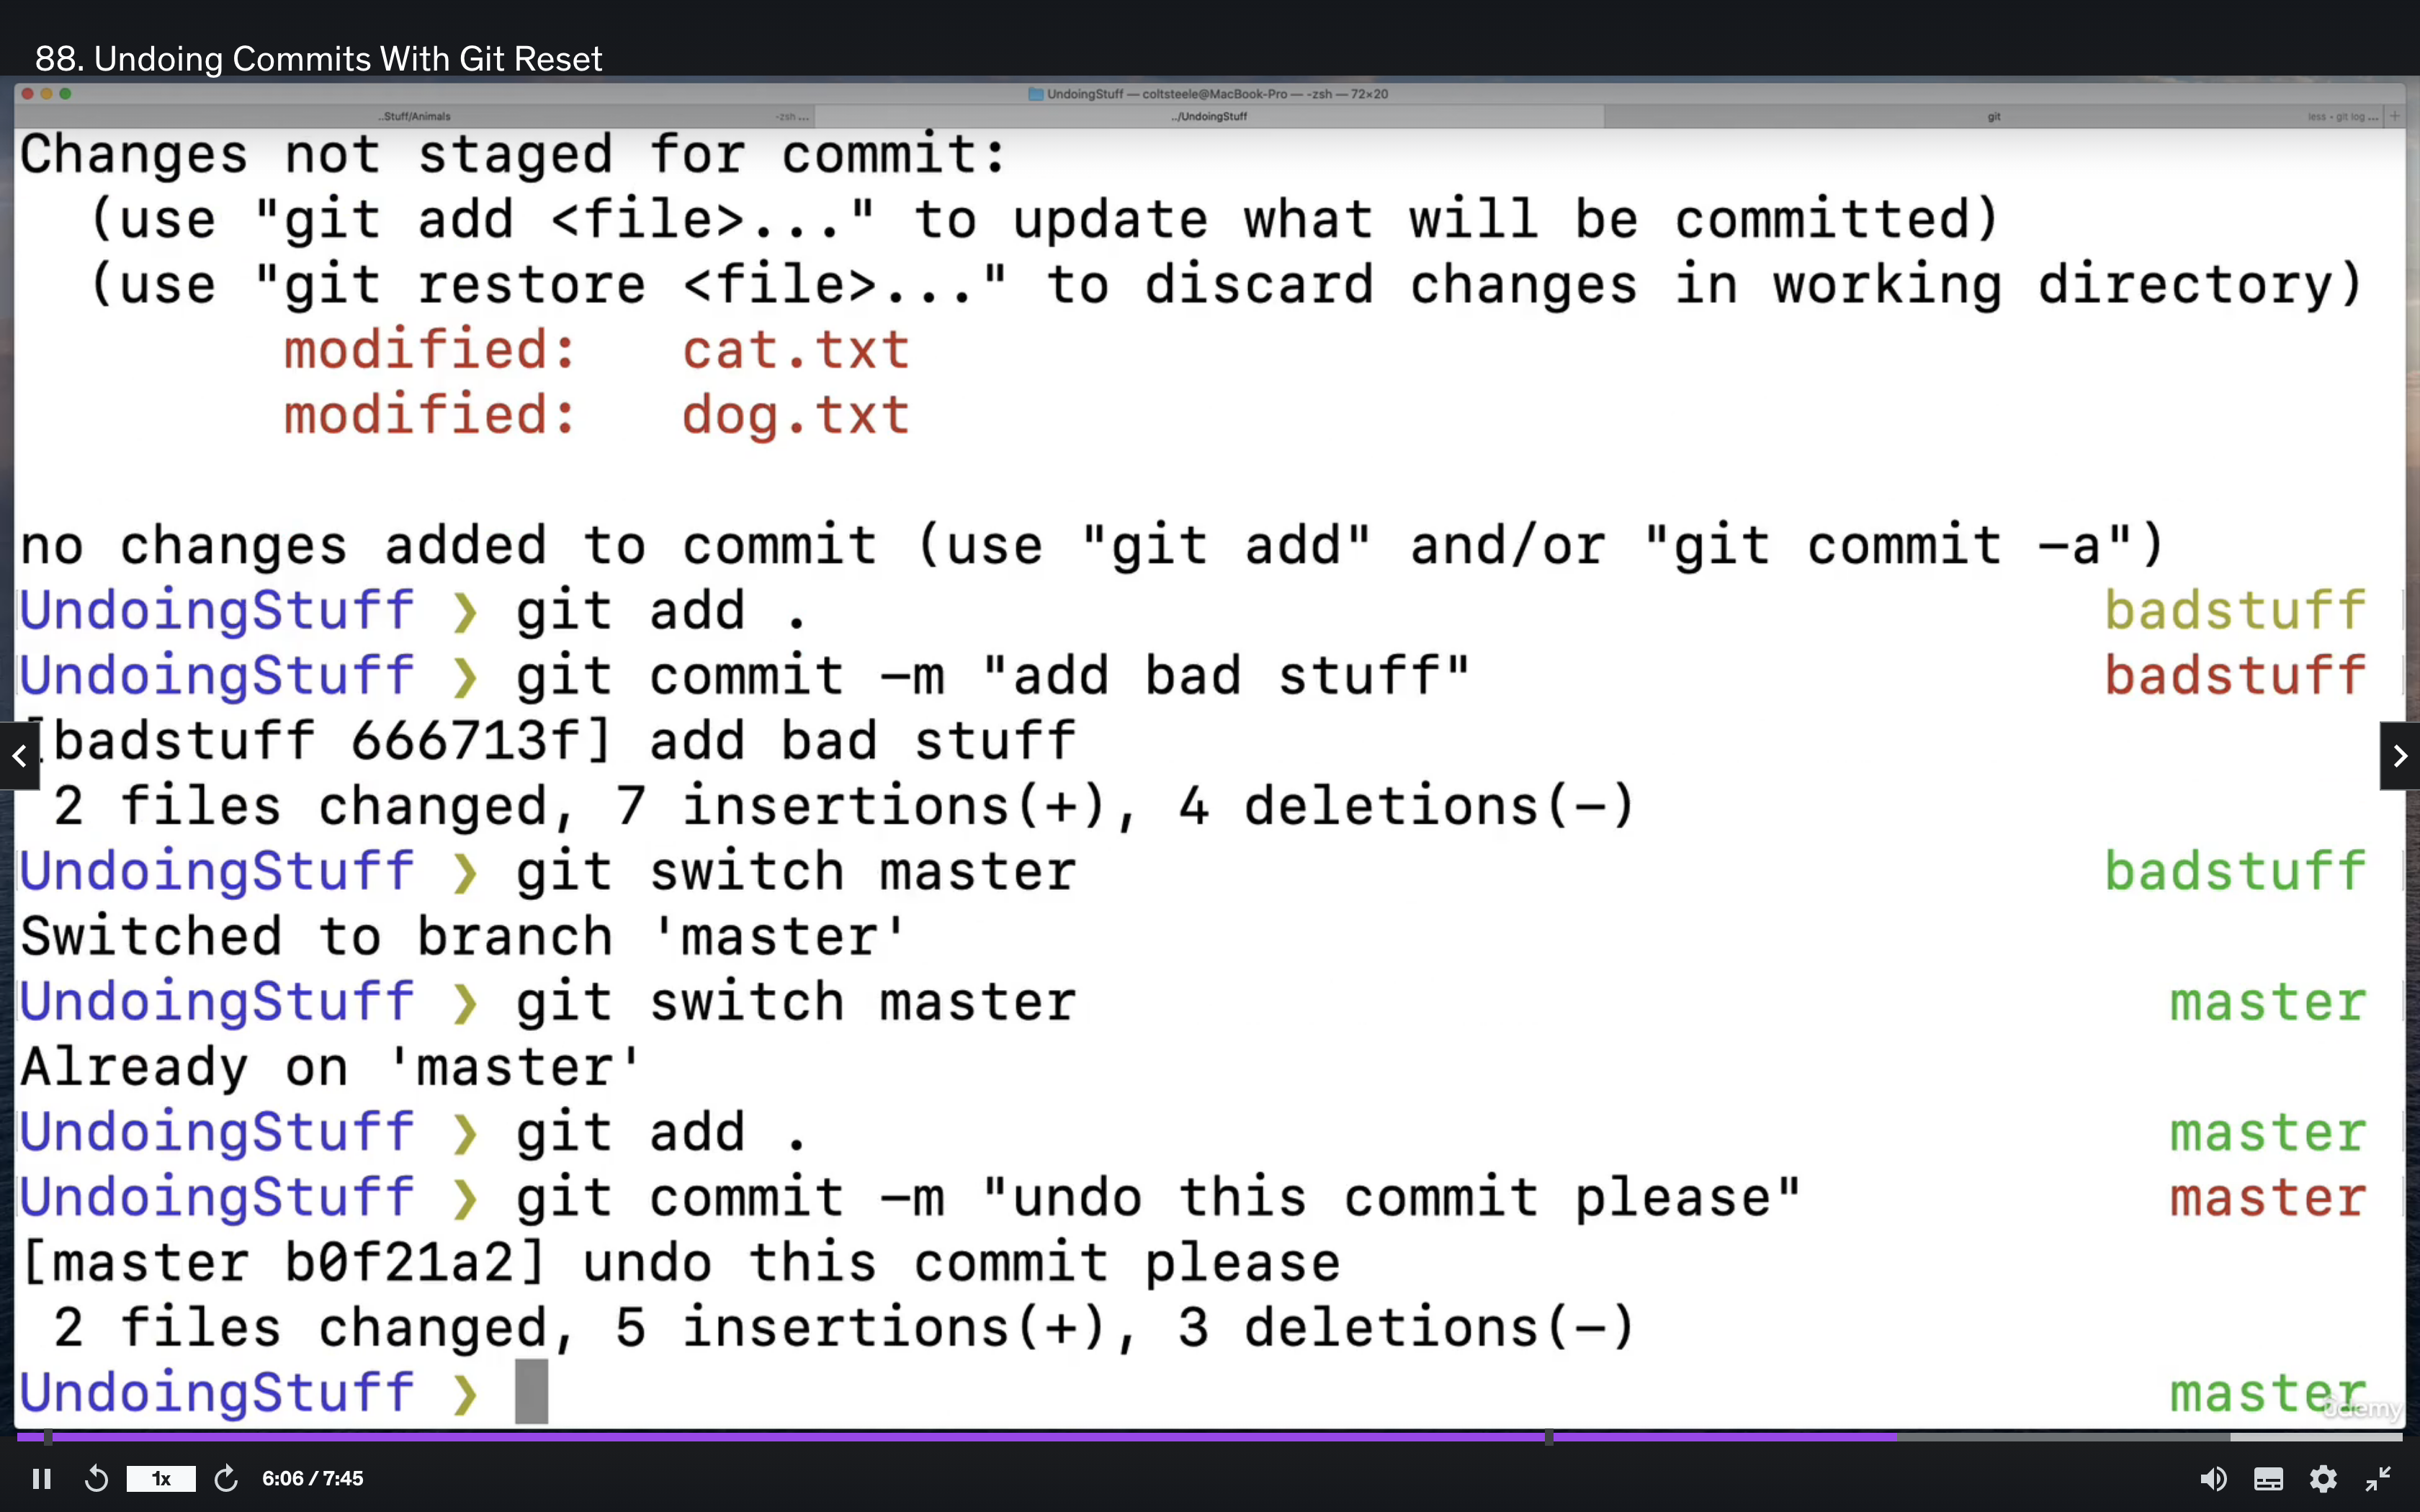 88. Undoing Commits With Git Reset
UndoingStuff — coltsteele@MacBook-Pro — -zsh — 72×20
..Stuff/Animals
-zsh ...
../UndoingStuff
git
less ◂ git log ...
+
Changes not staged for commit:
(use "git add <file>..." to update what will be committed)
(use "git restore <file>..." to discard changes in working directory)
modified: cat.txt
modified: dog.txt
no changes added to commit (use "git add" and/or "git commit -a")
UndoingStuff ❯ git add . badstuff
UndoingStuff ❯ git commit -m "add bad stuff" badstuff
[badstuff 666713f] add bad stuff
2 files changed, 7 insertions(+), 4 deletions(-)
UndoingStuff ❯ git switch master badstuff
Switched to branch 'master'
UndoingStuff ❯ git switch master master
Already on 'master'
UndoingStuff ❯ git add . master
UndoingStuff ❯ git commit -m "undo this commit please" master
[master b0f21a2] undo this commit please
2 files changed, 5 insertions(+), 3 deletions(-)
UndoingStuff ❯ master
ûdemy
1x
6:06 / 7:45